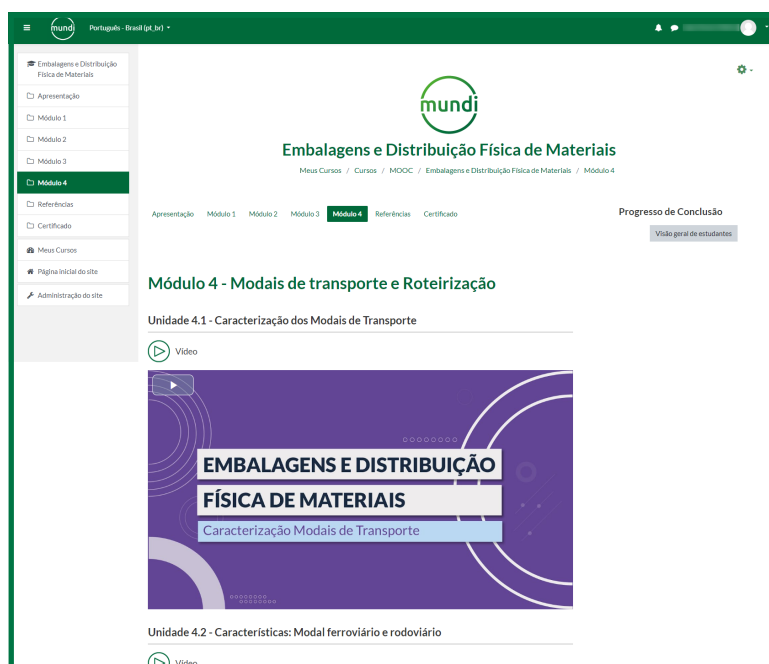 mundi
Português - Brasil (pt_br)
Embalagens e Distribuição
Física de Materiais
Apresentação
Módulo 1
Módulo 2
Módulo 3
Módulo 4
Referências
Certificado
Meus Cursos
Página inicial do site
Administração do site
mundi
Embalagens e Distribuição Física de Materiais
Meus Cursos / Cursos / MOOC / Embalagens e Distribuição Física de Materiais / Módulo 4
Apresentação Módulo 1 Módulo 2 Módulo 3 Módulo 4 Referências Certificado
Progresso de Conclusão
Visão geral de estudantes
Módulo 4 - Modais de transporte e Roteirização
Unidade 4.1 - Caracterização dos Modais de Transporte
Vídeo
EMBALAGENS E DISTRIBUIÇÃO
FÍSICA DE MATERIAIS
Caracterização Modais de Transporte
Unidade 4.2 - Características: Modal ferroviário e rodoviário
Vídeo